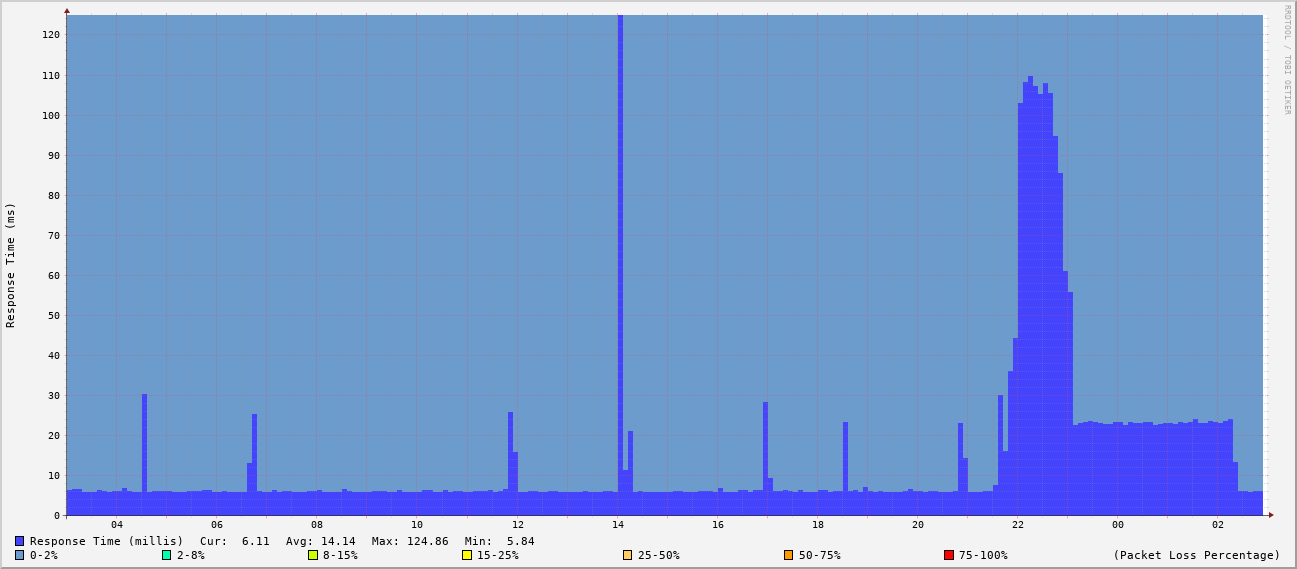 RRDTOOL / TOBI OETIKER
Response Time (ms)
120
110
100
90
80
70
60
50
40
30
20
10
0
04 06 08 10 12 14 16 18 20 22 00 02
Response Time (millis) Cur: 6.11 Avg: 14.14 Max: 124.86 Min: 5.84
0-2% 2-8% 8-15% 15-25% 25-50% 50-75% 75-100% (Packet Loss Percentage)